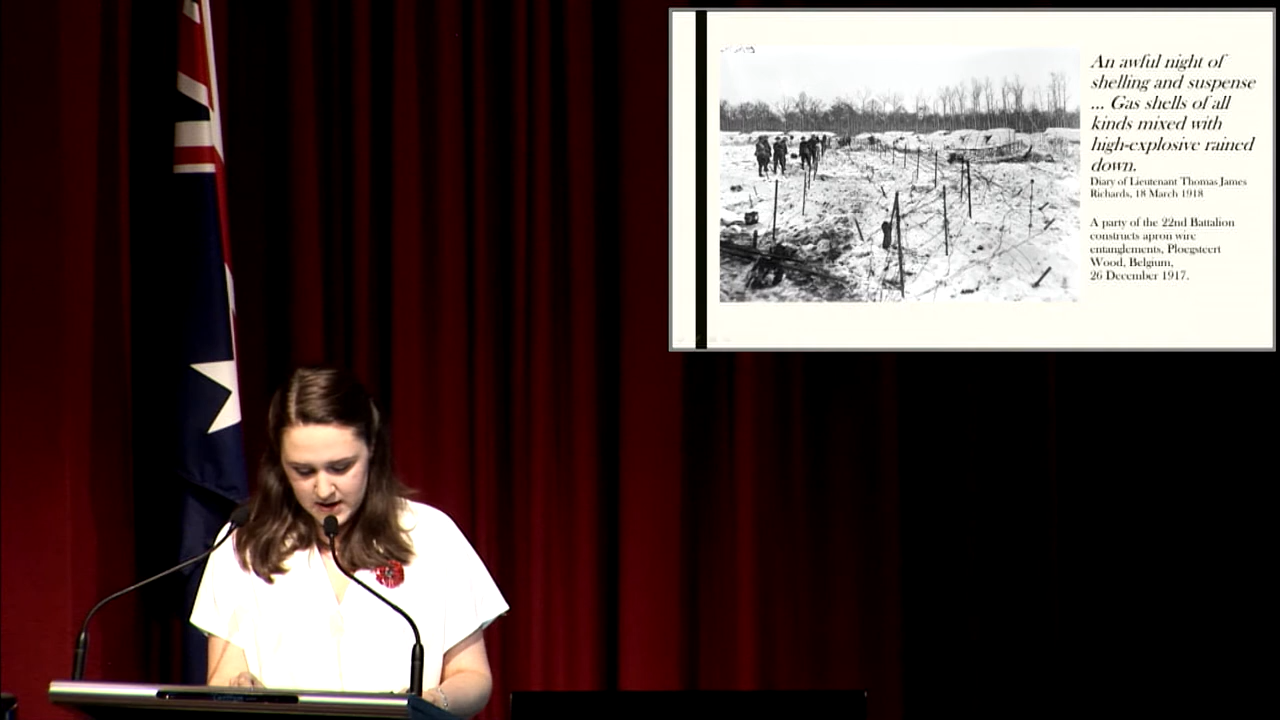 An awful night of
shelling and suspense
... Gas shells of all
kinds mixed with
high-explosive rained
down.
Diary of Lieutenant Thomas James
Richards, 18 March 1918
A party of the 22nd Battalion
constructs apron wire
entanglements, Ploegsteert
Wood, Belgium,
26 December 1917.